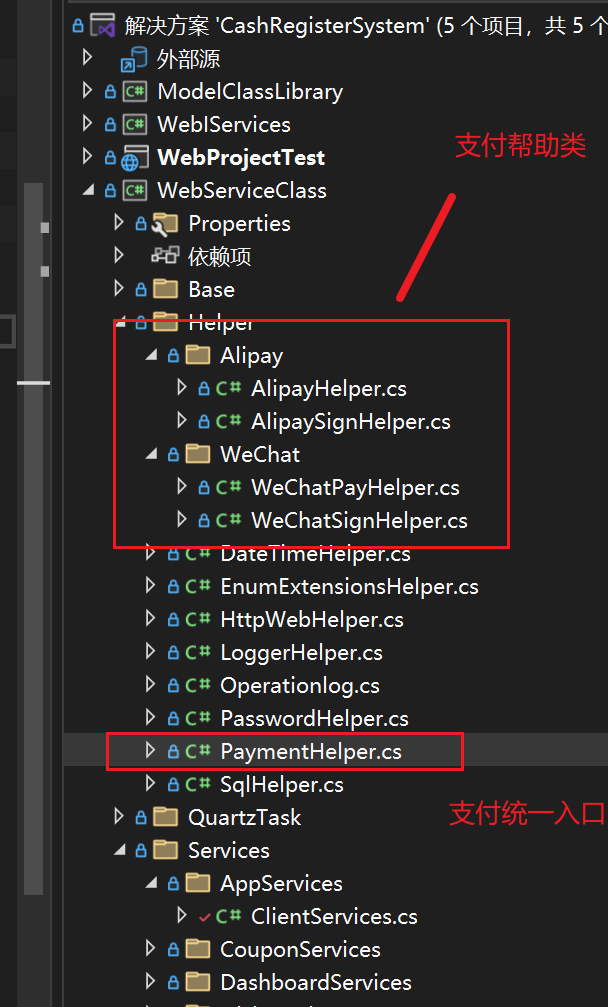 解决方案 'CashRegisterSystem' (5 个项目，共 5 个
外部源
C# ModelClassLibrary
C# WebIServices
WebProjectTest
支付帮助类
C# WebServiceClass
Properties
依赖项
Base
Helper
Alipay
C# AlipayHelper.cs
C# AlipaySignHelper.cs
WeChat
C# WeChatPayHelper.cs
C# WeChatSignHelper.cs
C# DateTimeHelper.cs
C# EnumExtensionsHelper.cs
C# HttpWebHelper.cs
C# LoggerHelper.cs
C# Operationlog.cs
C# PasswordHelper.cs
C# PaymentHelper.cs
C# SqlHelper.cs
支付统一入口
QuartzTask
Services
AppServices
C# ClientServices.cs
CouponServices
DashboardServices